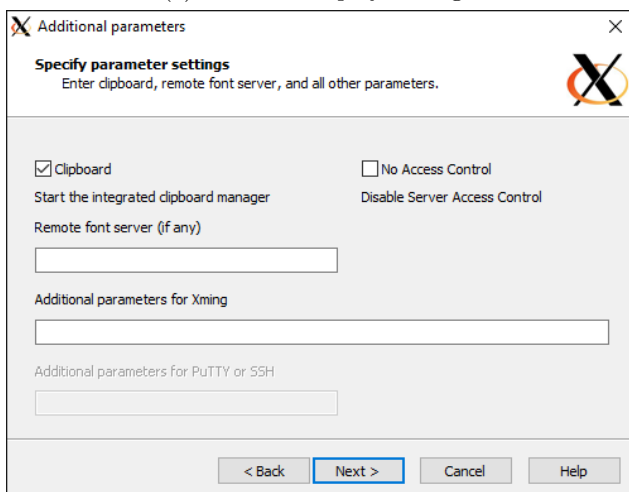 Additional parameters
Specify parameter settings
Enter clipboard, remote font server, and all other parameters.
Clipboard
No Access Control
Start the integrated clipboard manager
Disable Server Access Control
Remote font server (if any)
Additional parameters for Xming
Additional parameters for PuTTY or SSH
< Back
Next >
Cancel
Help